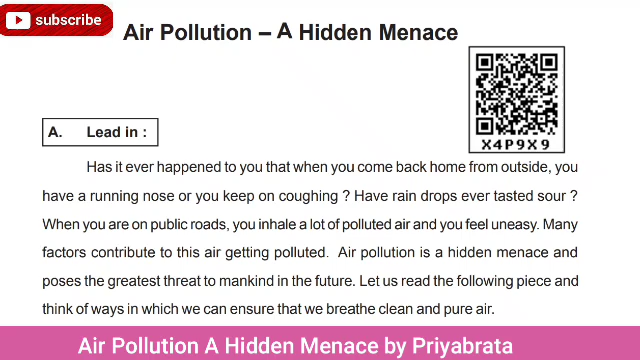 subscribe
Air Pollution – A Hidden Menace
X4P9X9
A. Lead in :
Has it ever happened to you that when you come back home from outside, you
have a running nose or you keep on coughing ? Have rain drops ever tasted sour ?
When you are on public roads, you inhale a lot of polluted air and you feel uneasy. Many
factors contribute to this air getting polluted. Air pollution is a hidden menace and
poses the greatest threat to mankind in the future. Let us read the following piece and
think of ways in which we can ensure that we breathe clean and pure air.
Air Pollution A Hidden Menace by Priyabrata